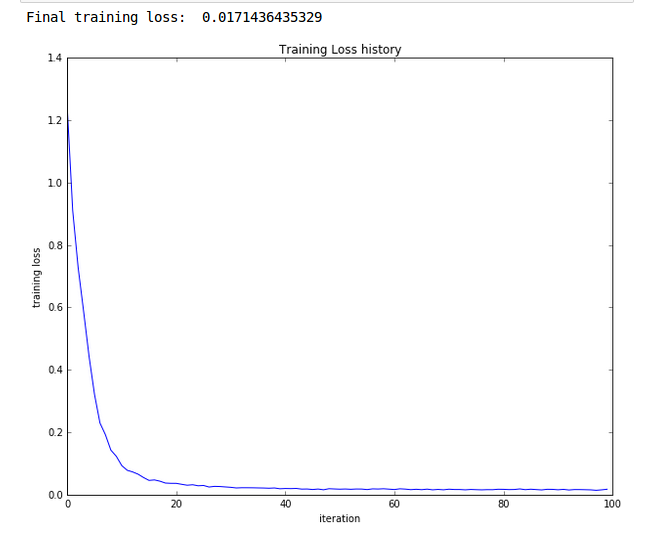 Final training loss:  0.0171436435329
Training Loss history
1.4
1.2
1.0
0.8
0.6
0.4
0.2
0.0
training loss
0 20 40 60 80 100
iteration